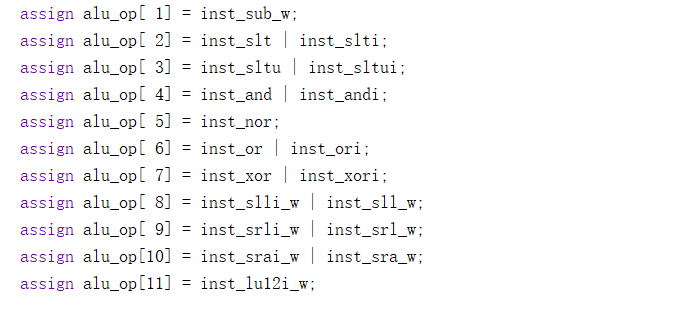 assign alu_op[ 1] = inst_sub_w;
assign alu_op[ 2] = inst_slt | inst_slti;
assign alu_op[ 3] = inst_sltu | inst_sltui;
assign alu_op[ 4] = inst_and | inst_andi;
assign alu_op[ 5] = inst_nor;
assign alu_op[ 6] = inst_or | inst_ori;
assign alu_op[ 7] = inst_xor | inst_xori;
assign alu_op[ 8] = inst_slli_w | inst_sll_w;
assign alu_op[ 9] = inst_srli_w | inst_srl_w;
assign alu_op[10] = inst_srai_w | inst_sra_w;
assign alu_op[11] = inst_lu12i_w;